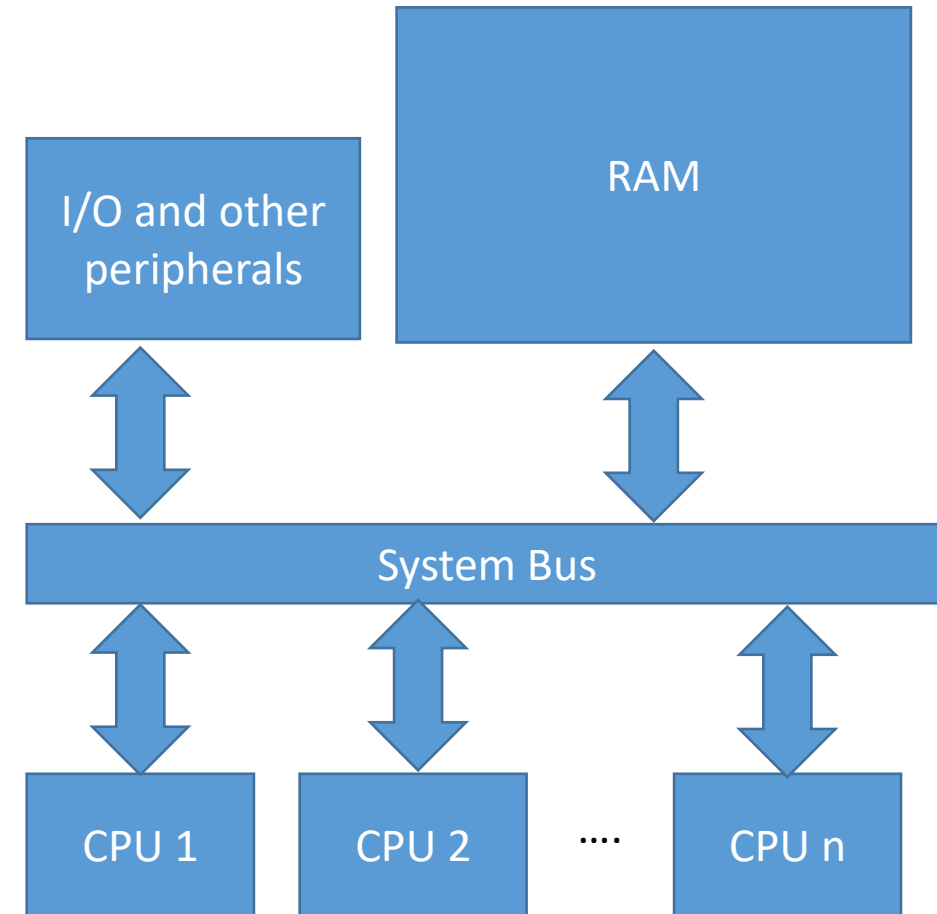 RAM
I/O and other
peripherals
System Bus
CPU 1
CPU 2
....
CPU n